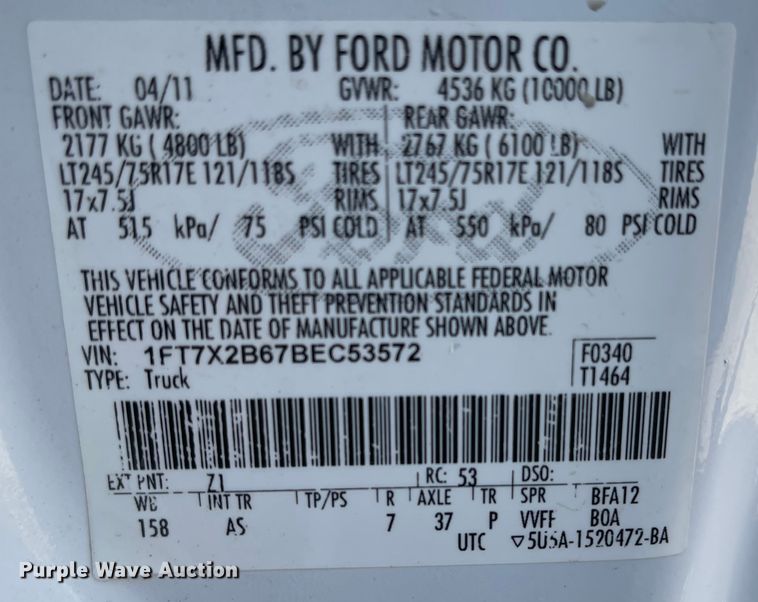 MFD. BY FORD MOTOR CO.
DATE: 04/11 GVWR: 4536 KG (10000 LB)
FRONT GAWR: REAR GAWR:
2177 KG ( 4800 LB) WITH 2767 KG ( 6100 LB) WITH
LT245/75R17E 121/118S TIRES LT245/75R17E 121/118S TIRES
17x7.5J RIMS 17x7.5J RIMS
AT 515 kPa/ 75 PSI COLD AT 550 kPa/ 80 PSI COLD
Ford
THIS VEHICLE CONFORMS TO ALL APPLICABLE FEDERAL MOTOR
VEHICLE SAFETY AND THEFT PREVENTION STANDARDS IN
EFFECT ON THE DATE OF MANUFACTURE SHOWN ABOVE.
VIN: 1FT7X2B67BEC53572 F0340
TYPE: Truck T1464
EXT PNT: Z1 RC: 53 DSO:
WB INT TR TP/PS R AXLE TR SPR BFA12
158 AS 7 37 P VVFF BOA
UTC ▽5USA-1520472-BA
Purple Wave Auction